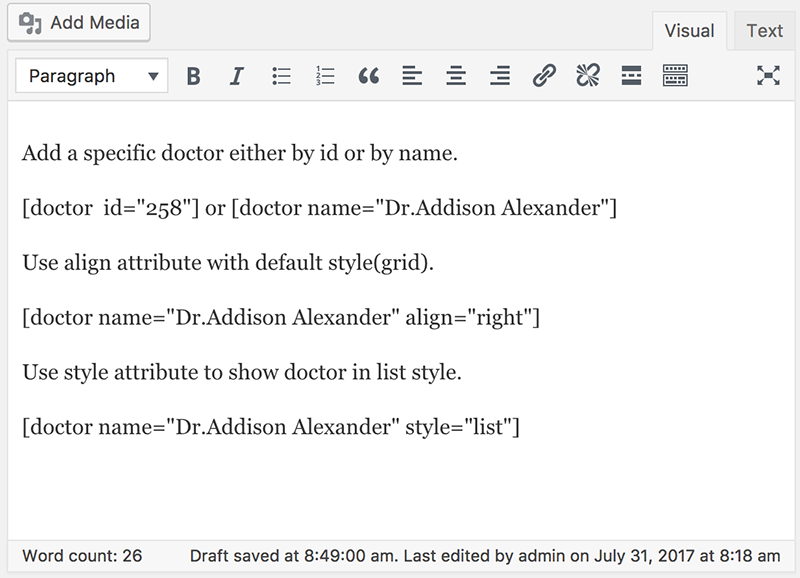 Add Media
Visual Text
Paragraph
Add a specific doctor either by id or by name.
[doctor  id="258"] or [doctor name="Dr.Addison Alexander"]
Use align attribute with default style(grid).
[doctor name="Dr.Addison Alexander" align="right"]
Use style attribute to show doctor in list style.
[doctor name="Dr.Addison Alexander" style="list"]
Word count: 26 Draft saved at 8:49:00 am. Last edited by admin on July 31, 2017 at 8:18 am